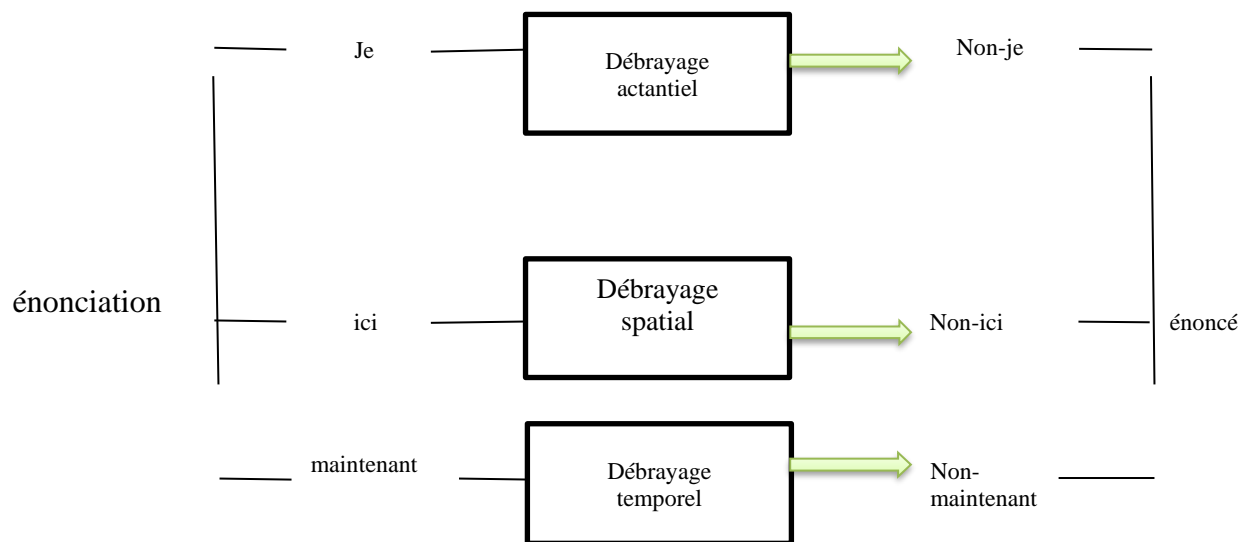 Je
Débrayage
actantiel
Non-je
énonciation
ici
Débrayage
spatial
Non-ici
énoncé
maintenant
Débrayage
temporel
Non-
maintenant